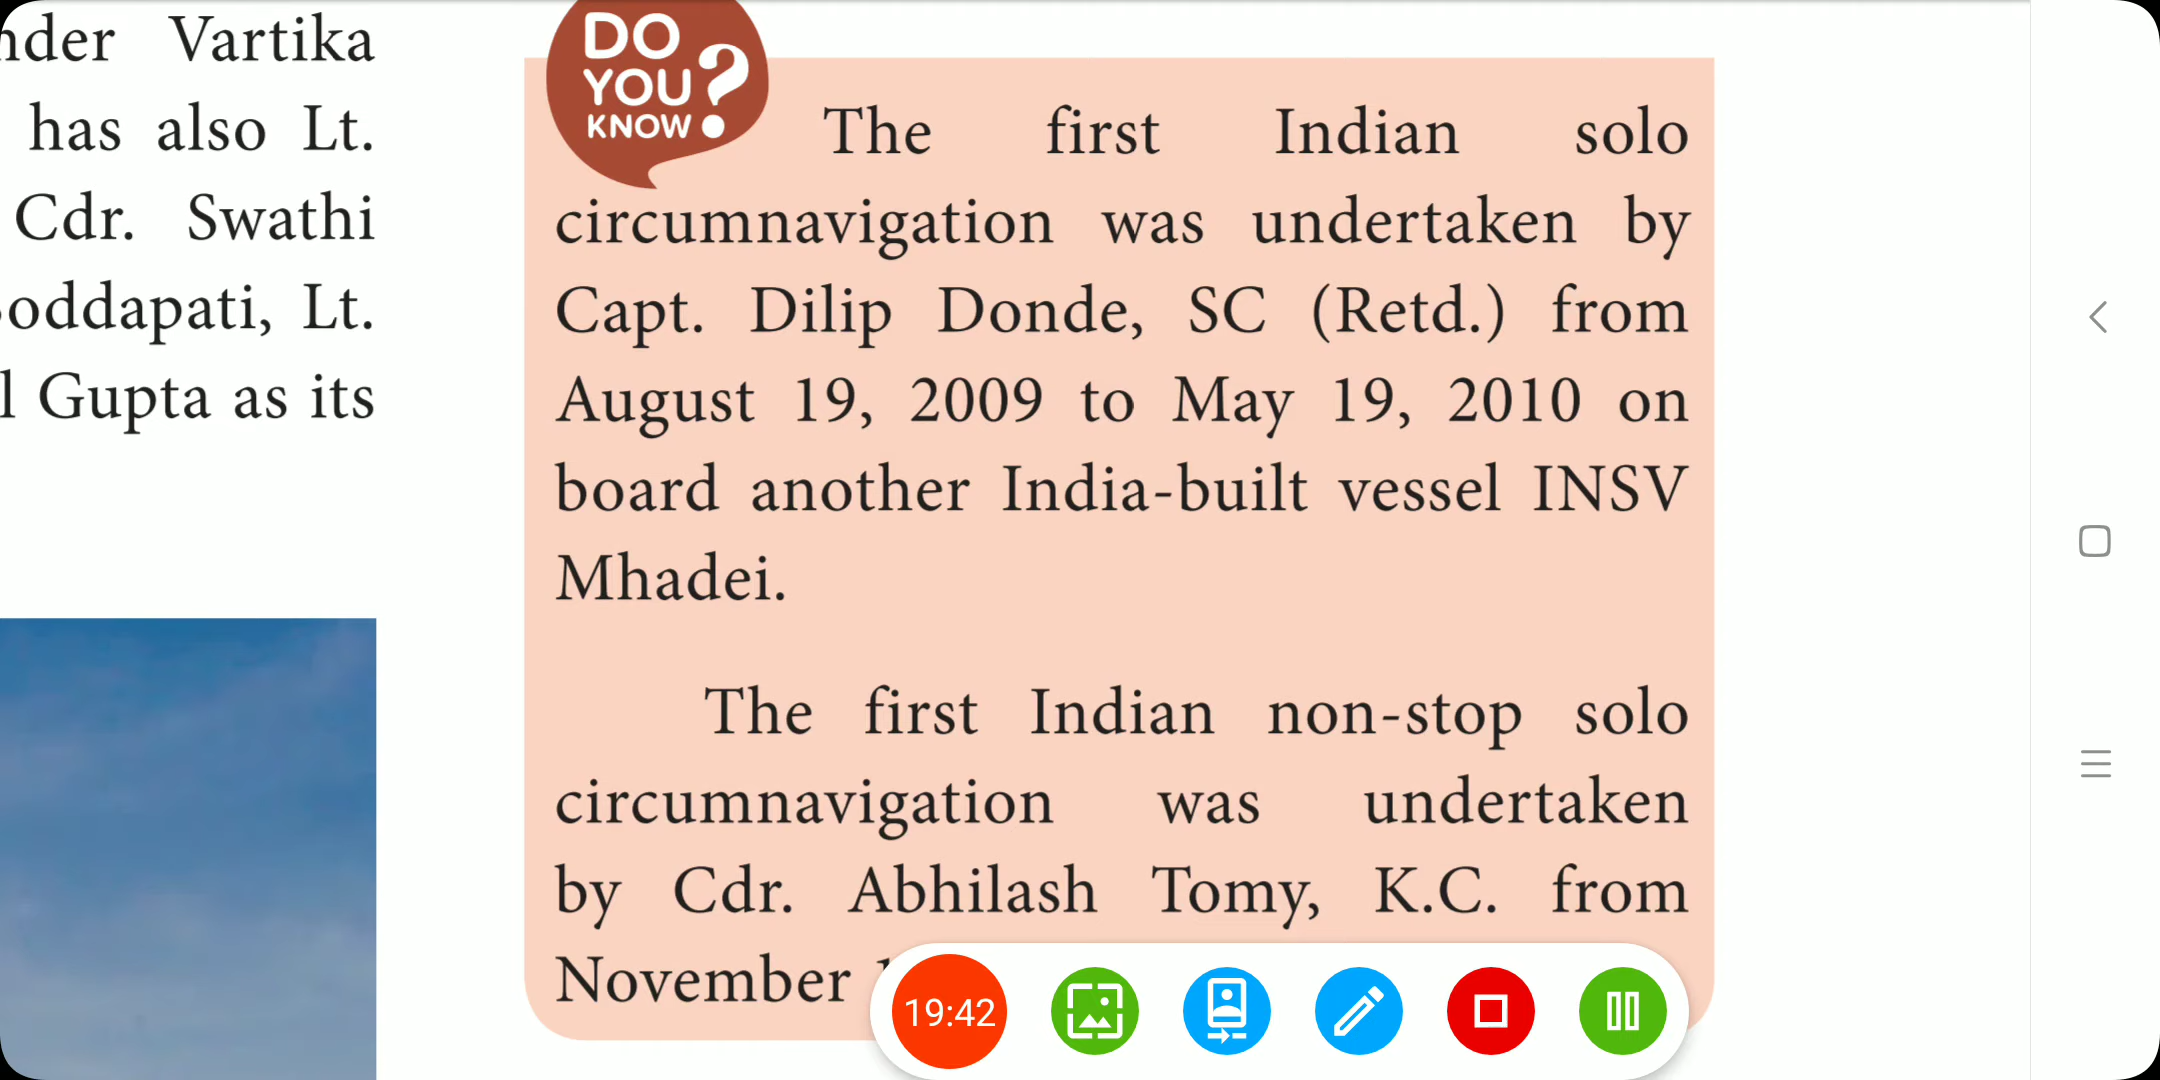 Vartika
has also Lt.
Cdr. Swathi
Lt.
Gupta as its
DO
YOU?
KNOW
The first Indian solo
circumnavigation was undertaken by
Capt. Dilip Donde, SC (Retd.) from
August 19, 2009 to May 19, 2010 on
board another India-built vessel INSV
Mhadei.
The first Indian non-stop solo
circumnavigation was undertaken
by Cdr. Abhilash Tomy, K.C. from
November
19:42